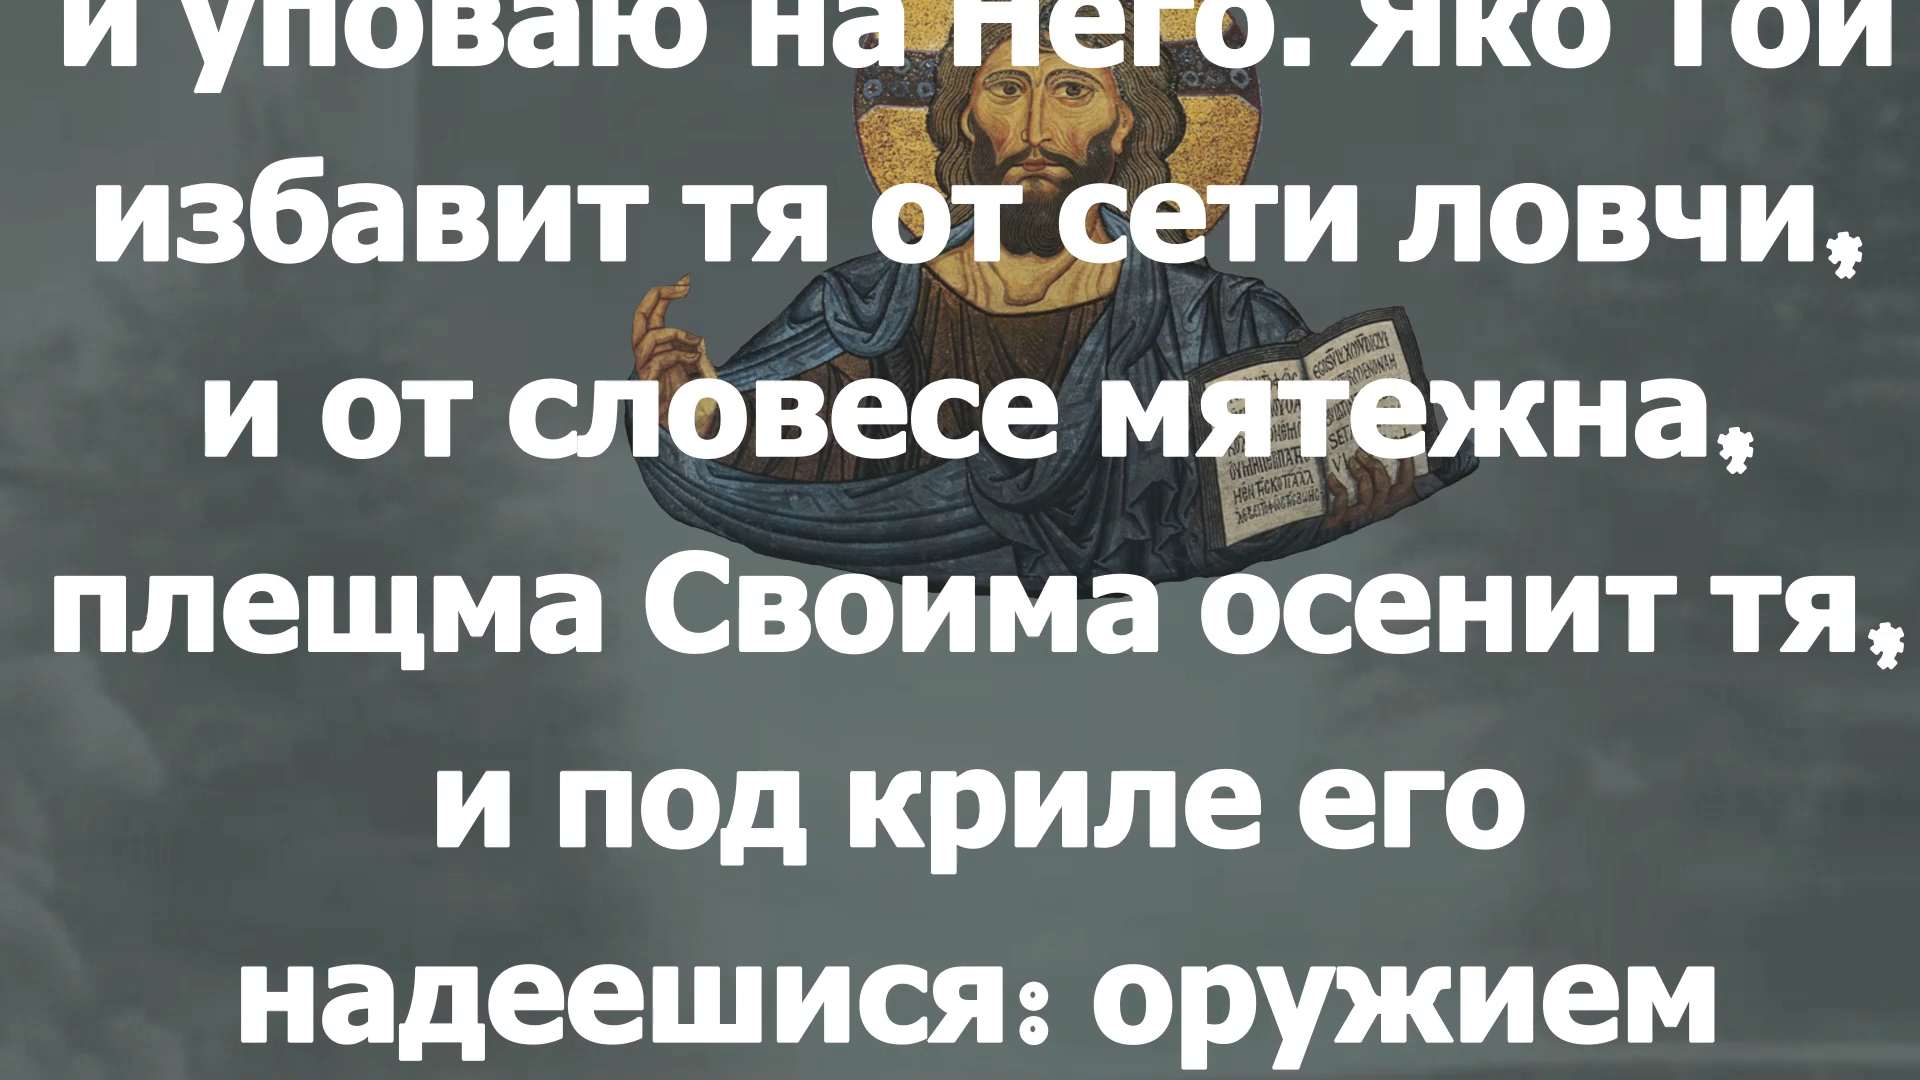 и уповаю на Него. Яко Той
избавит тя от сети ловчи,
и от словесе мятежна,
плещма Своима осенит тя,
и под криле его
надеешися: оружием